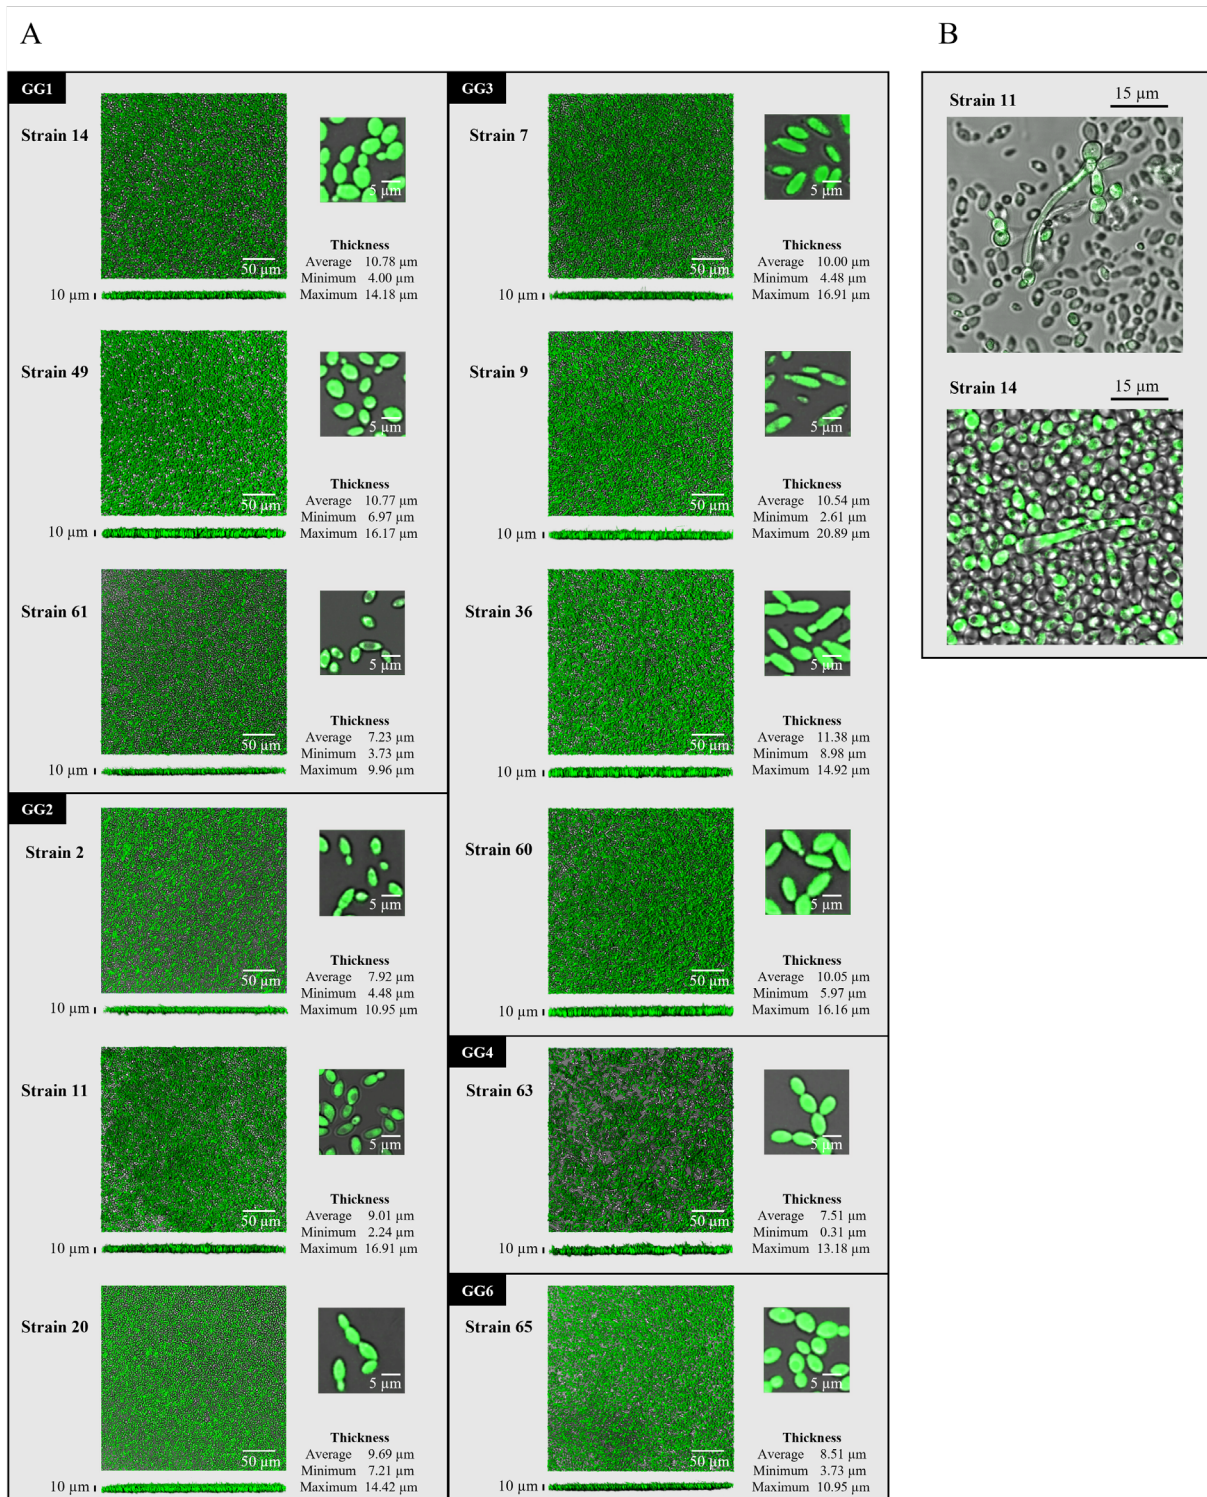 A
B
GG1
Strain 14
5 µm
50 µm
Thickness
Average 10.78 µm
Minimum 4.00 µm
Maximum 14.18 µm
10 µm
Strain 49
5 µm
50 µm
Thickness
Average 10.77 µm
Minimum 6.97 µm
Maximum 16.17 µm
10 µm
Strain 61
5 µm
50 µm
Thickness
Average 7.23 µm
Minimum 3.73 µm
Maximum 9.96 µm
10 µm
GG2
Strain 2
5 µm
50 µm
Thickness
Average 7.92 µm
Minimum 4.48 µm
Maximum 10.95 µm
10 µm
Strain 11
5 µm
50 µm
Thickness
Average 9.01 µm
Minimum 2.24 µm
Maximum 16.91 µm
10 µm
Strain 20
5 µm
50 µm
Thickness
Average 9.69 µm
Minimum 7.21 µm
Maximum 14.42 µm
10 µm
GG3
Strain 7
5 µm
50 µm
Thickness
Average 10.00 µm
Minimum 4.48 µm
Maximum 16.91 µm
10 µm
Strain 9
5 µm
50 µm
Thickness
Average 10.54 µm
Minimum 2.61 µm
Maximum 20.89 µm
10 µm
Strain 36
5 µm
50 µm
Thickness
Average 11.38 µm
Minimum 8.98 µm
Maximum 14.92 µm
10 µm
Strain 60
5 µm
50 µm
Thickness
Average 10.05 µm
Minimum 5.97 µm
Maximum 16.16 µm
10 µm
GG4
Strain 63
5 µm
50 µm
Thickness
Average 7.51 µm
Minimum 0.31 µm
Maximum 13.18 µm
10 µm
GG6
Strain 65
5 µm
50 µm
Thickness
Average 8.51 µm
Minimum 3.73 µm
Maximum 10.95 µm
10 µm
Strain 11
15 µm
Strain 14
15 µm